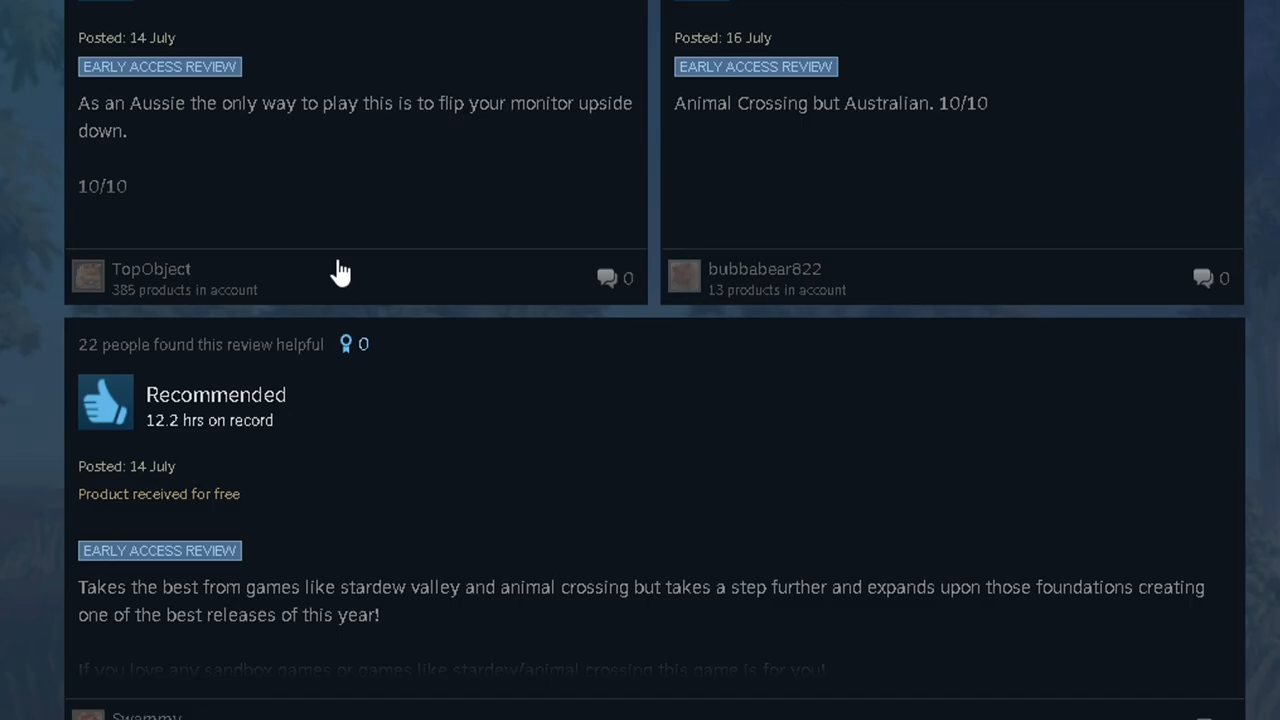 Posted: 14 July
EARLY ACCESS REVIEW
As an Aussie the only way to play this is to flip your monitor upside
down.
10/10
TopObject
385 products in account
0
Posted: 16 July
EARLY ACCESS REVIEW
Animal Crossing but Australian. 10/10
bubbabear822
13 products in account
0
22 people found this review helpful
0
Recommended
12.2 hrs on record
Posted: 14 July
Product received for free
EARLY ACCESS REVIEW
Takes the best from games like stardew valley and animal crossing but takes a step further and expands upon those foundations creating
one of the best releases of this year!
If you love any sandbox games or games like stardew/animal crossing this game is for you!
Swammy